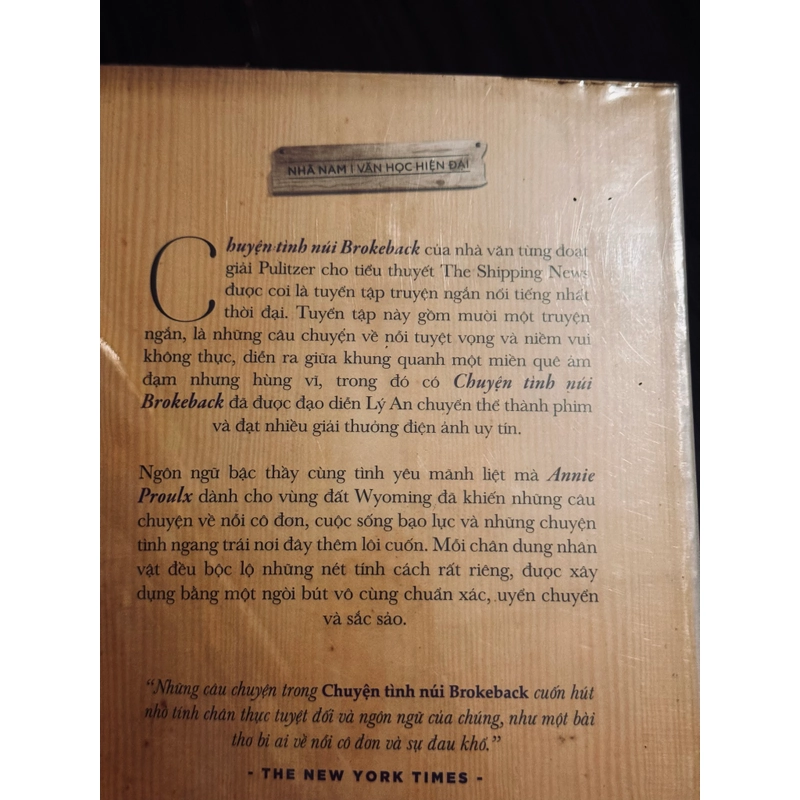 NHÃ NAM | VĂN HỌC HIỆN ĐẠI
Chuyện tình núi Brokeback của nhà văn từng đoạt
giải Pulitzer cho tiểu thuyết The Shipping News
được coi là tuyển tập truyện ngắn nổi tiếng nhất
thời đại. Tuyển tập này gồm mười một truyện
ngắn, là những câu chuyện về nỗi tuyệt vọng và niềm vui
không thực, diễn ra giữa khung quanh một miền quê ảm
đạm nhưng hùng vĩ, trong đó có Chuyện tình núi
Brokeback đã được đạo diễn Lý An chuyển thể thành phim
và đạt nhiều giải thưởng điện ảnh uy tín.
Ngôn ngữ bậc thầy cùng tình yêu mãnh liệt mà Annie
Proulx dành cho vùng đất Wyoming đã khiến những câu
chuyện về nỗi cô đơn, cuộc sống bạo lực và những chuyện
tình ngang trái nơi đây thêm lôi cuốn. Mỗi chân dung nhân
vật đều bộc lộ những nét tính cách rất riêng, được xây
dựng bằng một ngòi bút vô cùng chuẩn xác, uyển chuyển
và sắc sảo.
“Những câu chuyện trong Chuyện tình núi Brokeback cuốn hút
nhờ tính chân thực tuyệt đối và ngôn ngữ của chúng, như một bài
thơ bi ai về nỗi cô đơn và sự đau khổ.”
- THE NEW YORK TIMES -